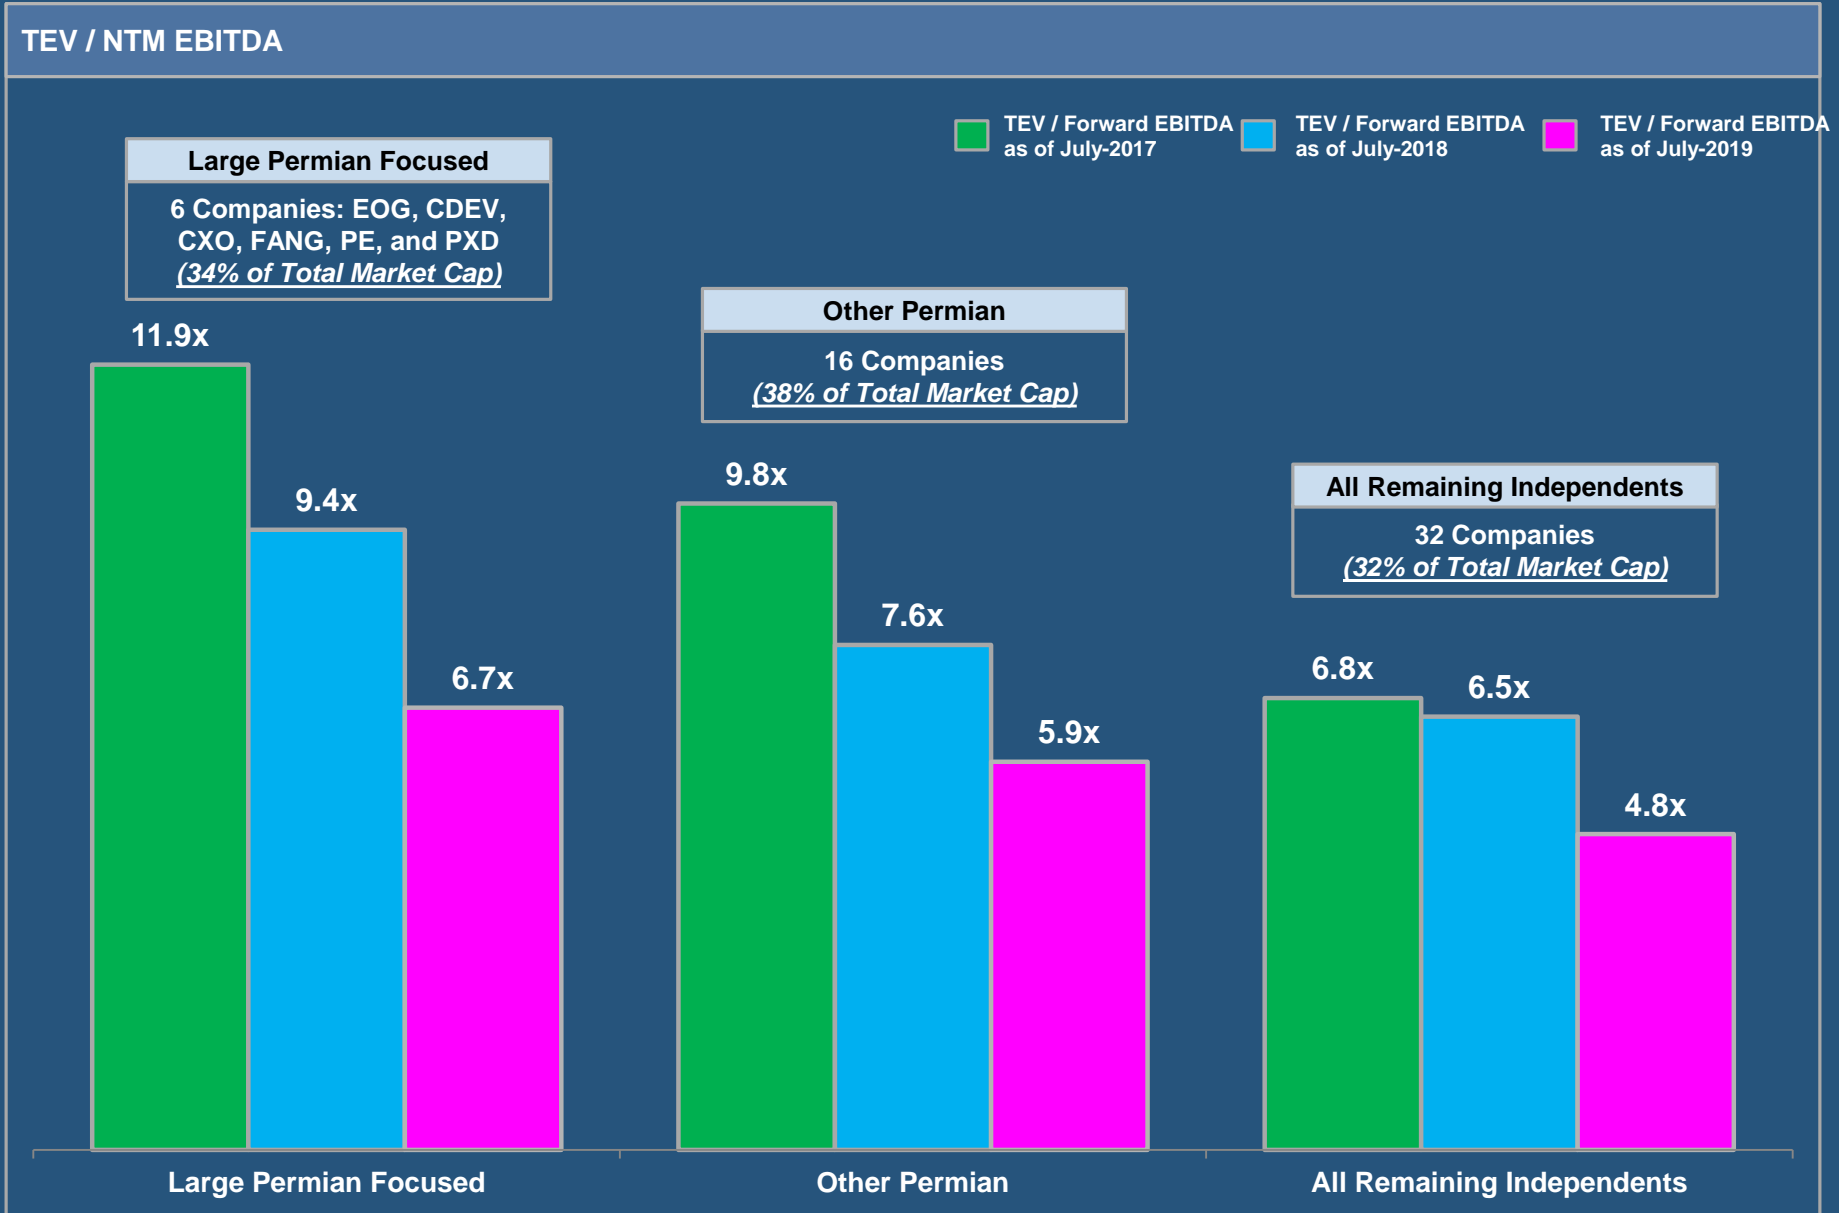 TEV / NTM EBITDA
TEV / Forward EBITDA
as of July-2017
TEV / Forward EBITDA
as of July-2018
TEV / Forward EBITDA
as of July-2019
Large Permian Focused
6 Companies: EOG, CDEV,
CXO, FANG, PE, and PXD
(34% of Total Market Cap)
Other Permian
16 Companies
(38% of Total Market Cap)
All Remaining Independents
32 Companies
(32% of Total Market Cap)
11.9x
9.4x
6.7x
9.8x
7.6x
5.9x
6.8x
6.5x
4.8x
Large Permian Focused
Other Permian
All Remaining Independents